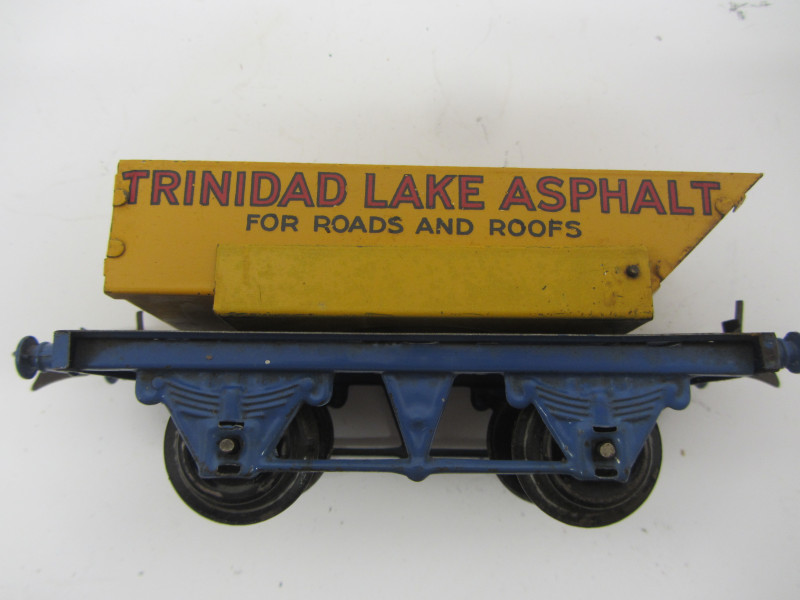 TRINIDAD LAKE ASPHALT
FOR ROADS AND ROOFS